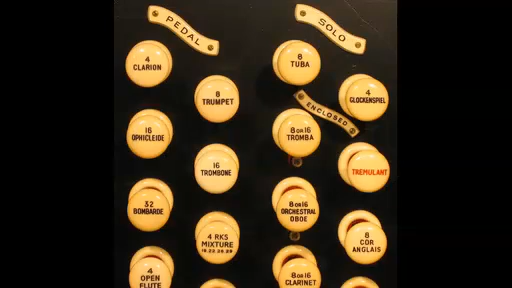 PEDAL
4
CLARION
8
TRUMPET
16
OPHICLEIDE
16
TROMBONE
32
BOMBARDE
4 RKS
MIXTURE
4
OPEN
FLUTE
SOLO
8
TUBA
4
GLOCKENSPIEL
ENCLOSED
8 OR 16
TROMBA
TREMULANT
8 OR 16
ORCHESTRAL
OBOE
8
COR
ANGLAIS
8 OR 16
CLARINET